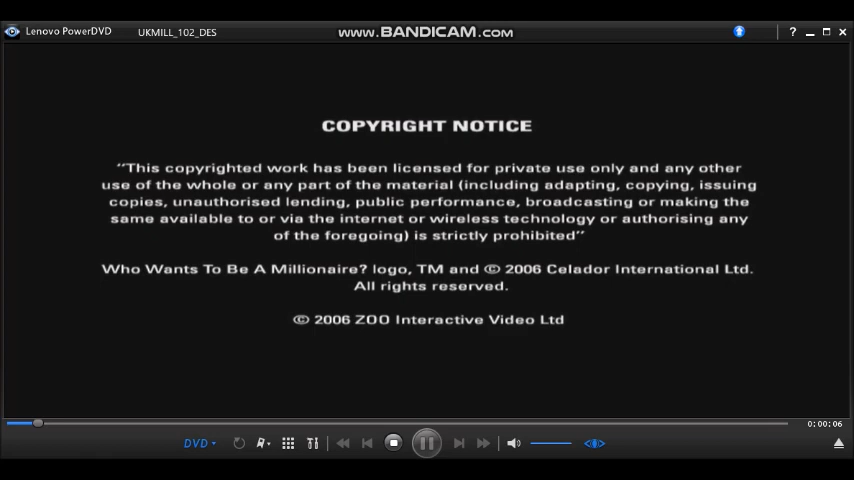 Lenovo PowerDVD UKMILL_102_DES www.BANDICAM.com ?
COPYRIGHT NOTICE
"This copyrighted work has been licensed for private use only and any other
use of the whole or any part of the material (including adapting, copying, issuing
copies, unauthorised lending, public performance, broadcasting or making the
same available to or via the internet or wireless technology or authorising any
of the foregoing) is strictly prohibited"
Who Wants To Be A Millionaire? logo, TM and © 2006 Celador International Ltd.
All rights reserved.
© 2006 ZOO Interactive Video Ltd
0:00:06
DVD